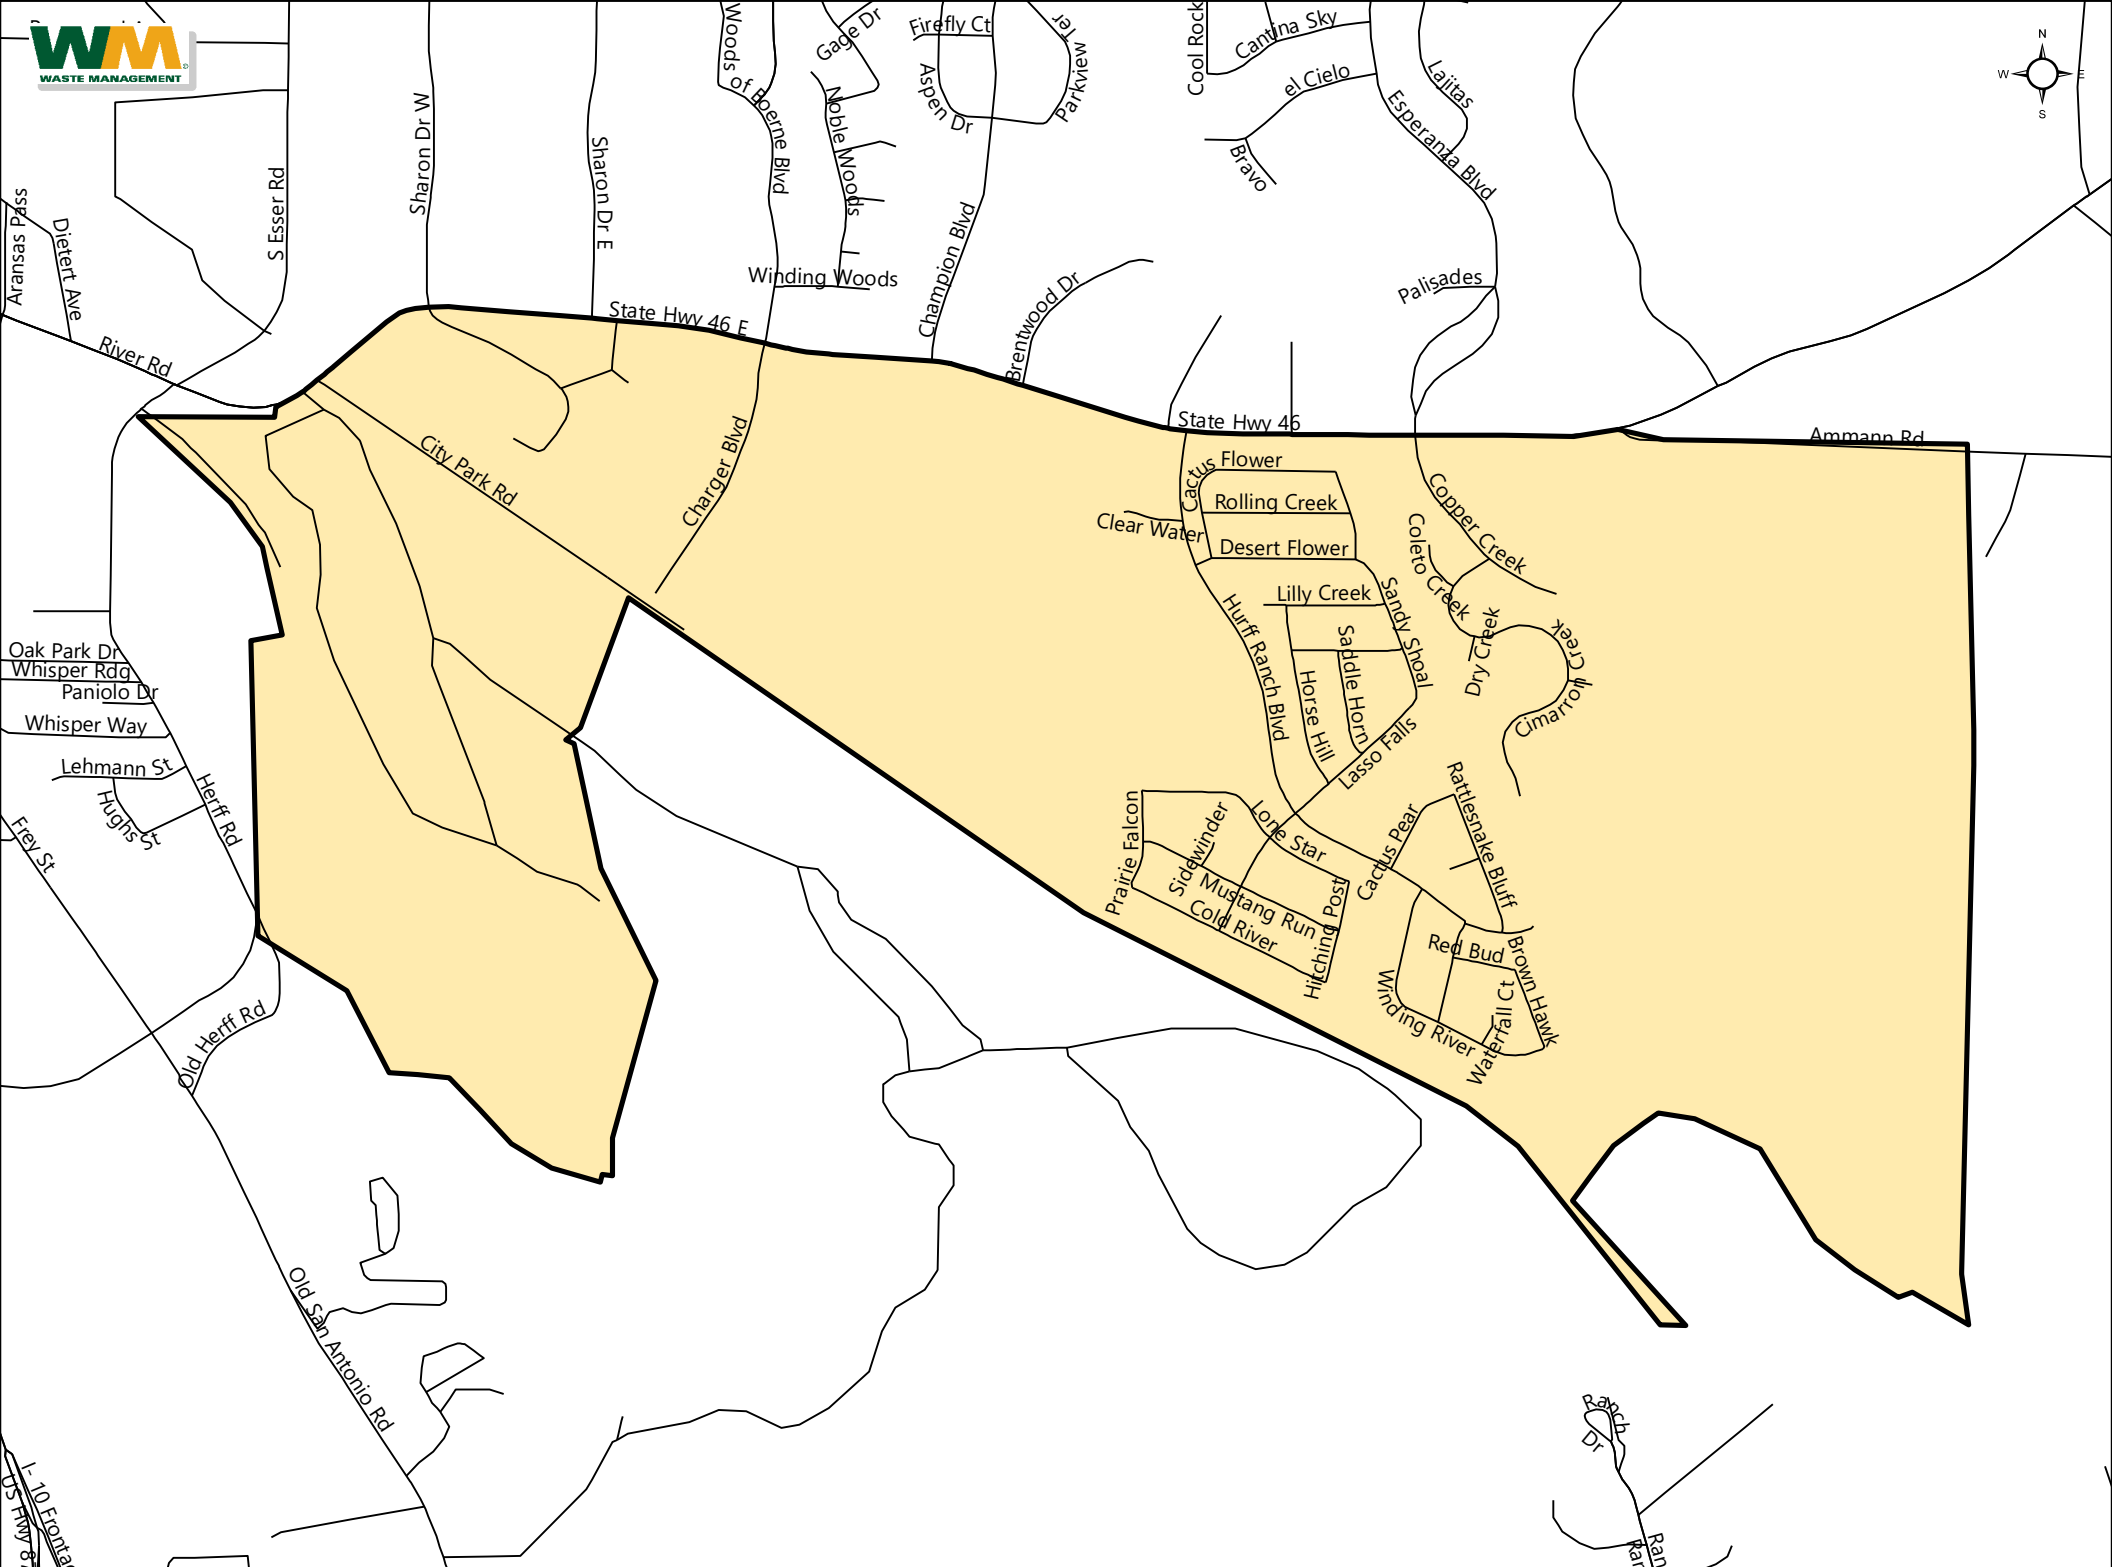 WM
WASTE MANAGEMENT
N
W
E
S
Woods
of Boerne Blvd
Gage Dr
Firefly Ct
Aspen Dr
Parkview
Ter
Cool Rock
Cantina Sky
el Cielo
Bravo
Lajitas
Esperanza Blvd
Noble Woods
Sharon Dr W
Sharon Dr E
S Esser Rd
Aransas Pass
Dietert Ave
Winding Woods
Champion Blvd
Brentwood Dr
Palisades
River Rd
State Hwy 46 E
State Hwy 46
Ammann Rd
City Park Rd
Charger Blvd
Cactus Flower
Rolling Creek
Clear Water
Desert Flower
Copper Creek
Coleto Creek
Lilly Creek
Sandy Shoal
Hurff Ranch Blvd
Saddle Horn
Horse Hill
Dry Creek
Cimarron Creek
Lasso Falls
Oak Park Dr
Whisper Rdg
Paniolo Dr
Whisper Way
Lehmann St
Hughs St
Herff Rd
Frey St
Prairie Falcon
Sidewinder
Lone Star
Cactus Pear
Rattlesnake Bluff
Mustang Run
Cold River
Hitching Post
Red Bud
Brown Hawk
Winding River
Waterfall Ct
Old Herff Rd
Old San Antonio Rd
Ranch
Dr
I- 10 Fronta
US Hwy 8
Ran
Ran